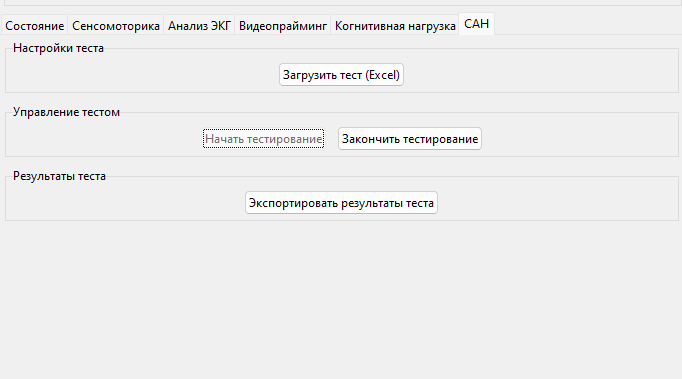 Состояние Сенсомоторика Анализ ЭКГ Видеопрайминг Когнитивная нагрузка САН
Настройки теста
Загрузить тест (Excel)
Управление тестом
Начать тестирование Закончить тестирование
Результаты теста
Экспортировать результаты теста